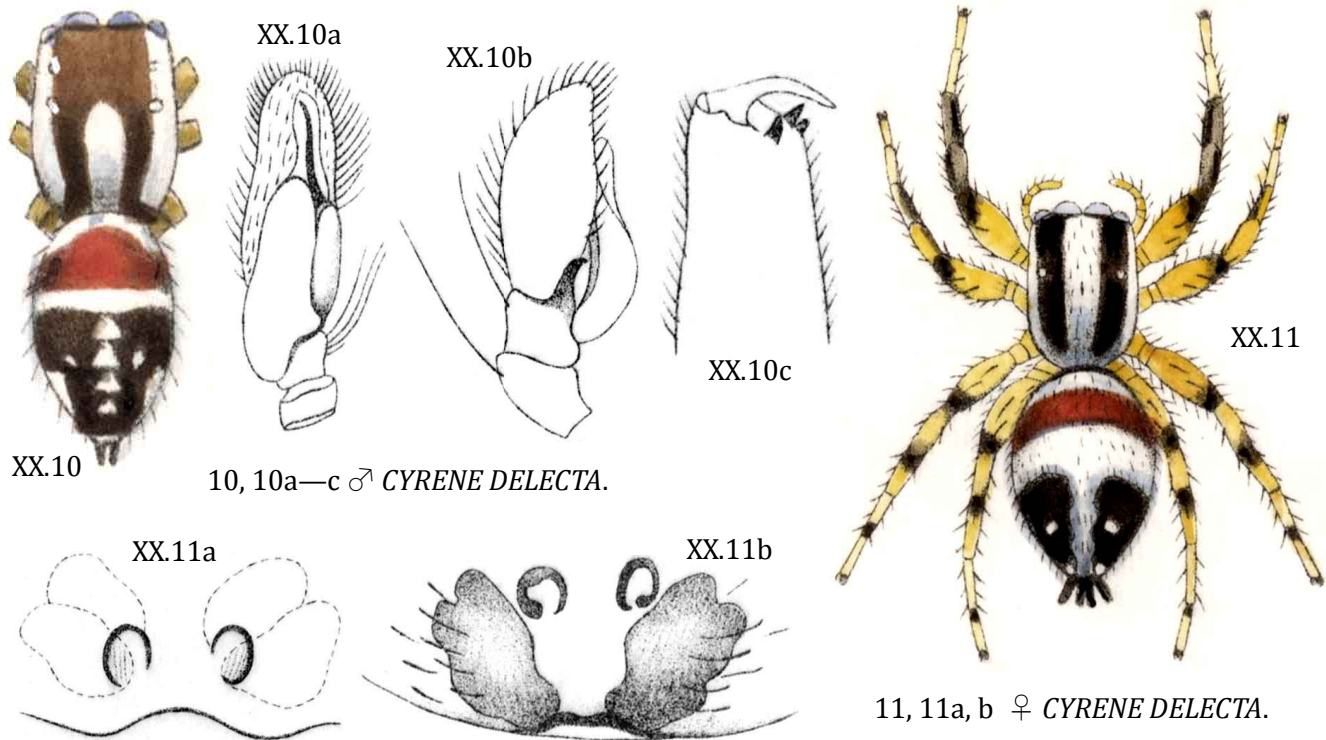 XX.10a
XX.10b
XX.10c
XX.11
XX.10
10, 10a—c ♂ CYRENE DELECTA.
XX.11a
XX.11b
11, 11a, b ♀ CYRENE DELECTA.